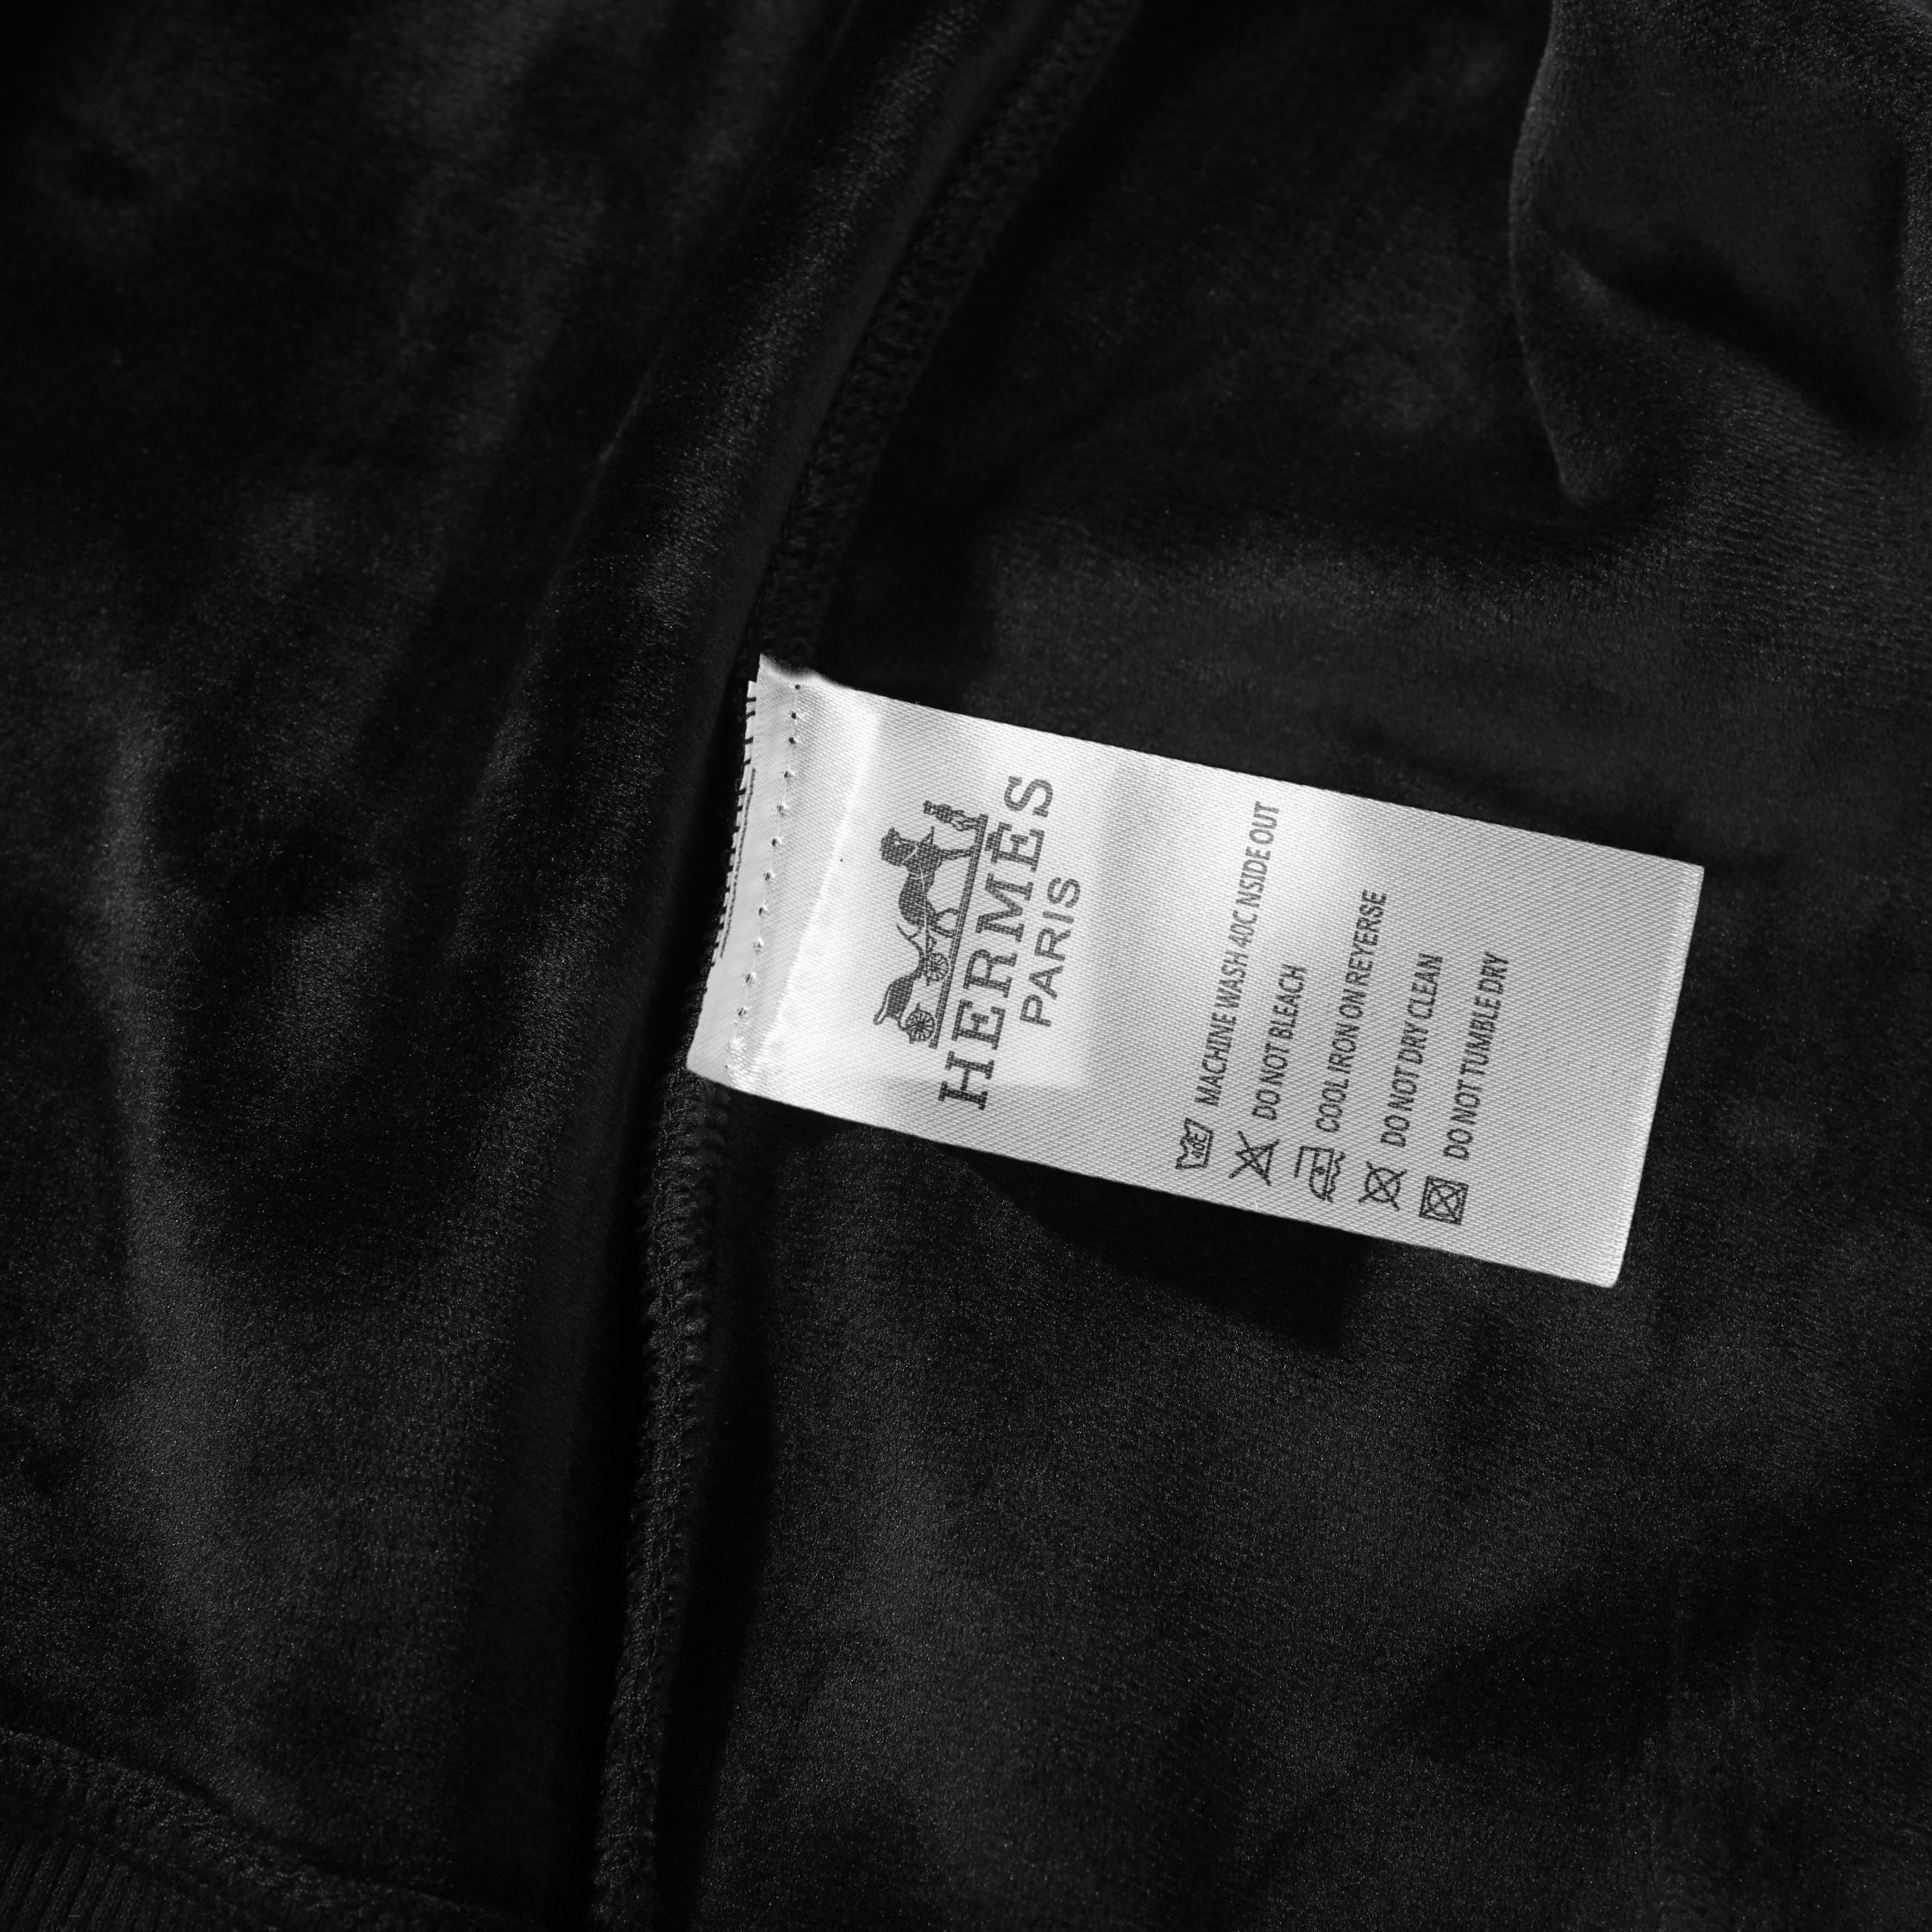 HERMES
PARIS
MACHINE WASH 40C NSIDE OUT
DO NOT BLEACH
COOL IRON ON REYERSE
DO NOT DRY CLEAN
DO NOT TUMBLE DRY